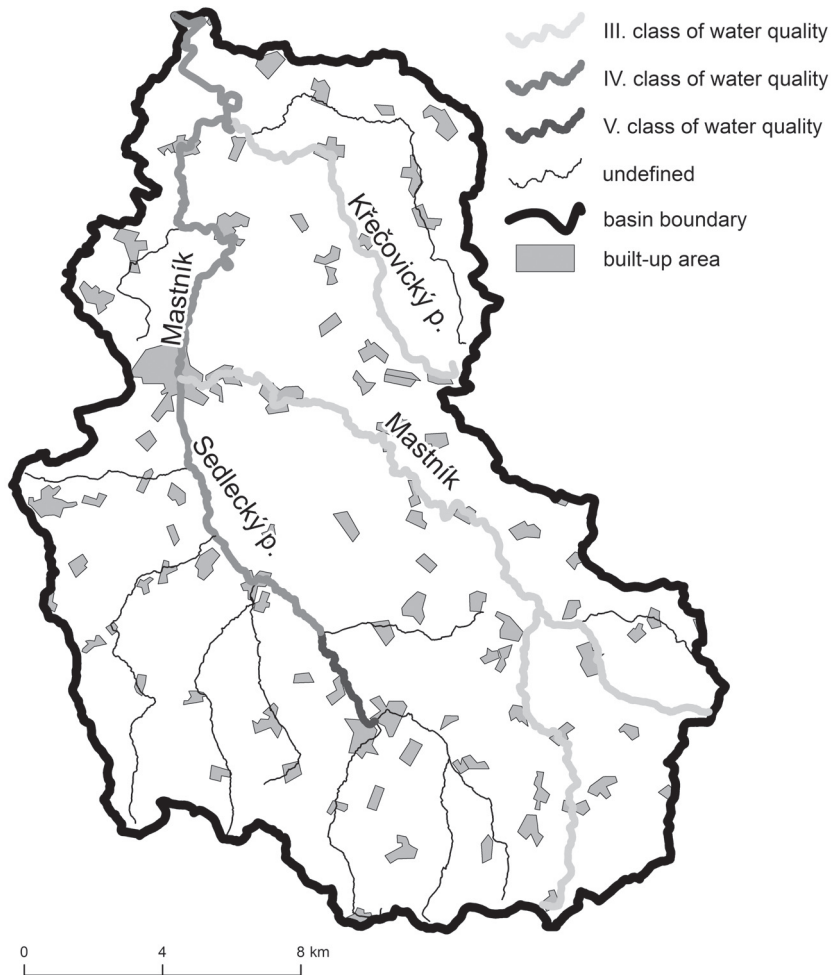 III. class of water quality
IV. class of water quality
V. class of water quality
undefined
basin boundary
built-up area
Křečovický p.
Mastník
Mastník
Sedlecký p.
0 4 8 km